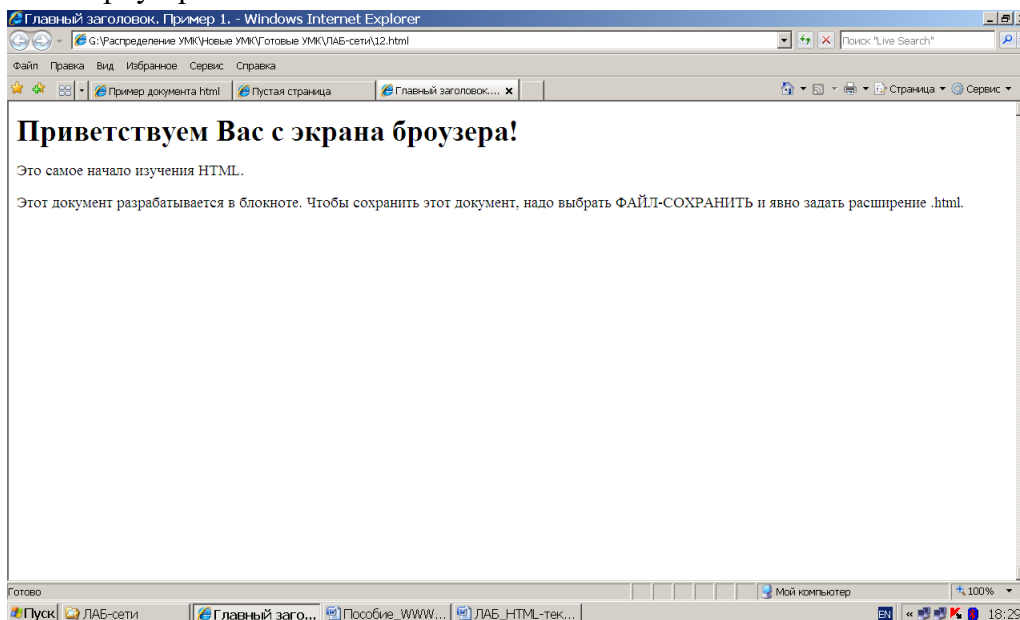 Главный заголовок. Пример 1. - Windows Internet Explorer
G:\Распределение УМК\Новые УМК\Готовые УМК\ЛАБ-сети\12.html
Поиск "Live Search"
Файл Правка Вид Избранное Сервис Справка
Пример документа html Пустая страница Главный заголовок.... Страница Сервис
Приветствуем Вас с экрана броузера!
Это самое начало изучения HTML.
Этот документ разрабатывается в блокноте. Чтобы сохранить этот документ, надо выбрать ФАЙЛ-СОХРАНИТЬ и явно задать расширение .html.
Готово Мой компьютер 100%
Пуск ЛАБ-сети Главный заго... Пособие_WWW... ЛАБ_HTML-тек... EN « 18:29